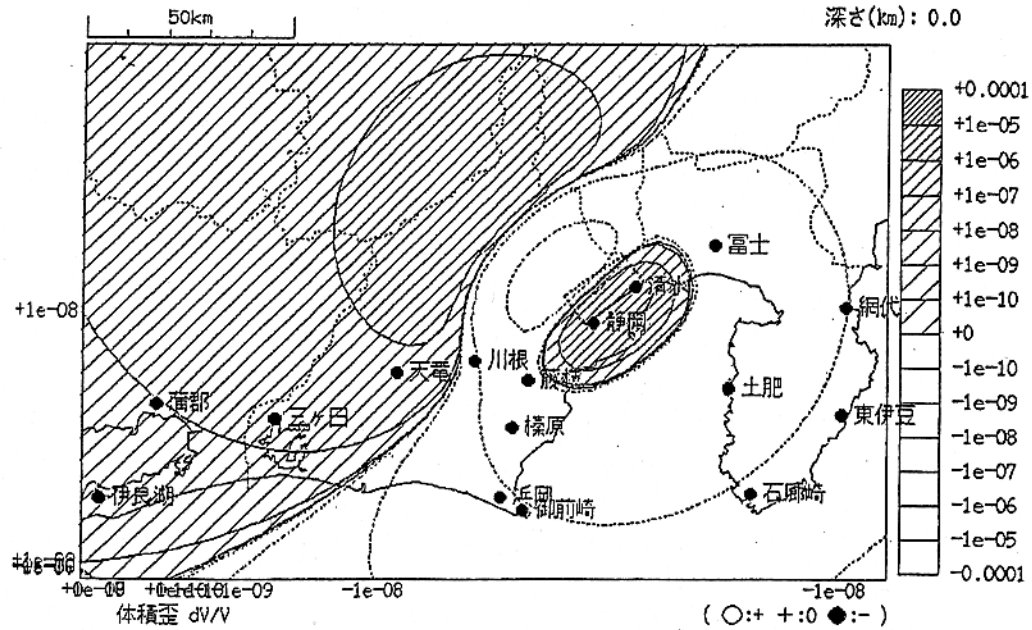 50km
深さ(km): 0.0
+0.0001
+1e-05
+1e-06
+1e-07
+1e-08
+1e-09
+1e-10
+0
-1e-10
-1e-09
-1e-08
-1e-07
-1e-06
-1e-05
-0.0001
富士
清水
静岡
網代
+1e-08
川根
天竜
土肥
蒲郡
三ヶ日
東伊豆
榛原
伊良湖
浜岡
石廊崎
御前崎
-1e-08
-1e-08
体積歪 dV/V
( ○:+ +:0 ●:- )